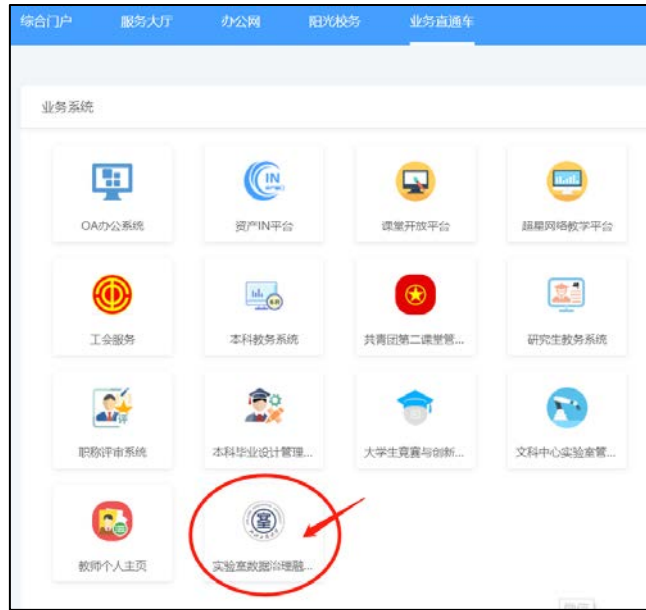 综合门户 服务大厅 办公网 阳光校务 业务直通车
业务系统
IN
OA办公系统 资产IN平台 课堂开放平台 超星网络教学平台
工会服务 本科教务系统 共青团第二课堂管... 研究生教务系统
评
职称评审系统 本科毕业设计管理... 大学生竞赛与创新... 文科中心实验室管...
室
教师个人主页 实验室数据治理融...